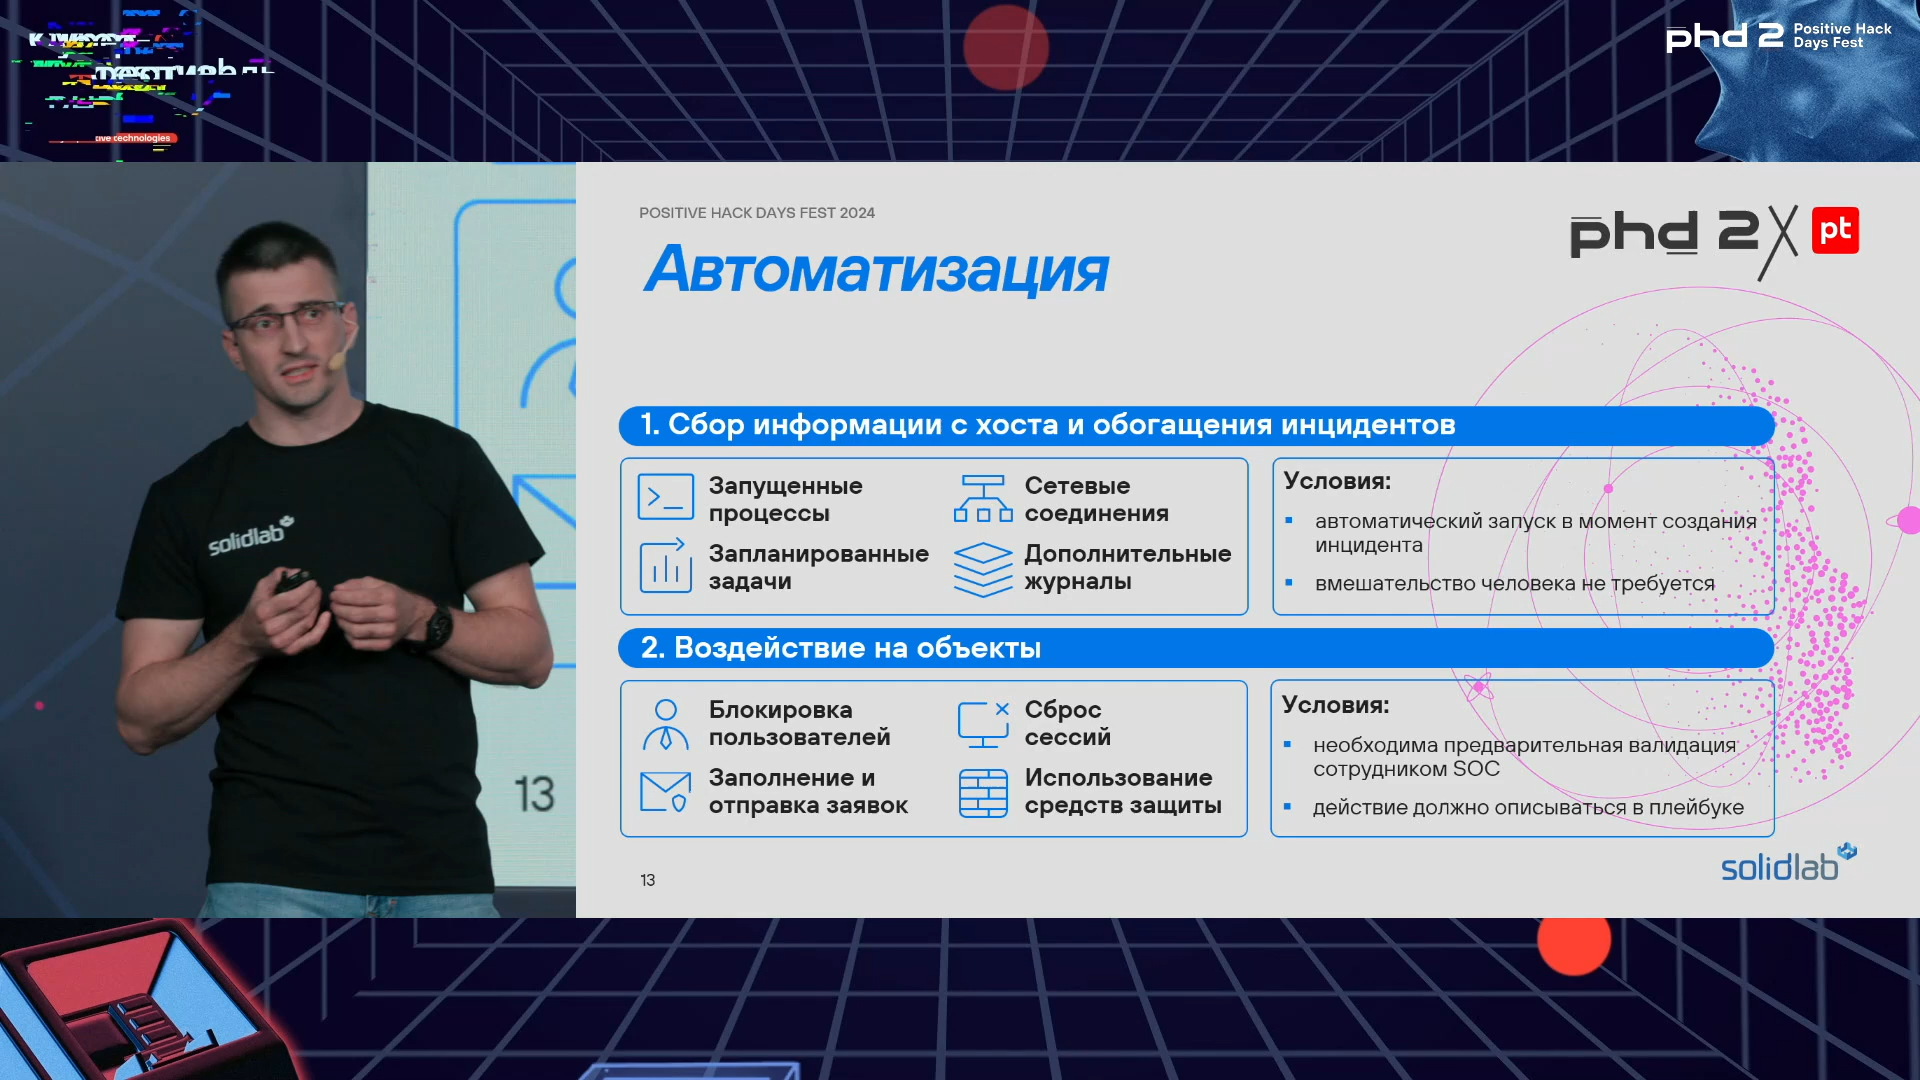 phd 2 Positive Hack
Days Fest
ive technologies
solidlab
13
POSITIVE HACK DAYS FEST 2024
phd 2 pt
Автоматизация
1. Сбор информации с хоста и обогащения инцидентов
Запущенные
процессы
Сетевые
соединения
Запланированные
задачи
Дополнительные
журналы
Условия:
автоматический запуск в момент создания
инцидента
вмешательство человека не требуется
2. Воздействие на объекты
Блокировка
пользователей
Сброс
сессий
Заполнение и
отправка заявок
Использование
средств защиты
Условия:
необходима предварительная валидация
сотрудником SOC
действие должно описываться в плейбуке
13
solidlab